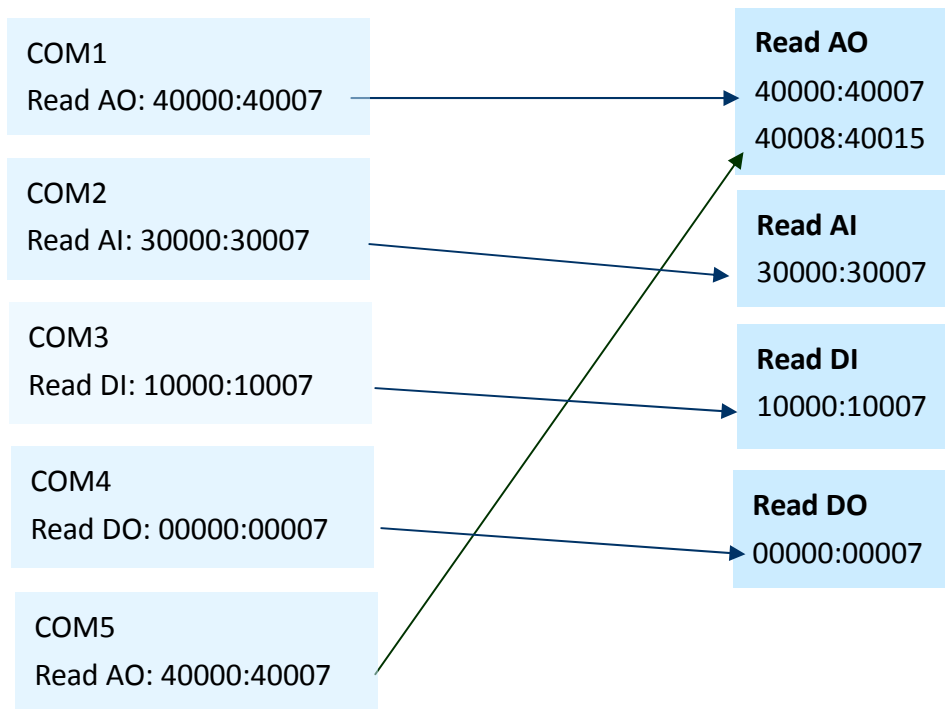 COM1
Read AO: 40000:40007
COM2
Read AI: 30000:30007
COM3
Read DI: 10000:10007
COM4
Read DO: 00000:00007
COM5
Read AO: 40000:40007
Read AO
40000:40007
40008:40015
Read AI
30000:30007
Read DI
10000:10007
Read DO
00000:00007